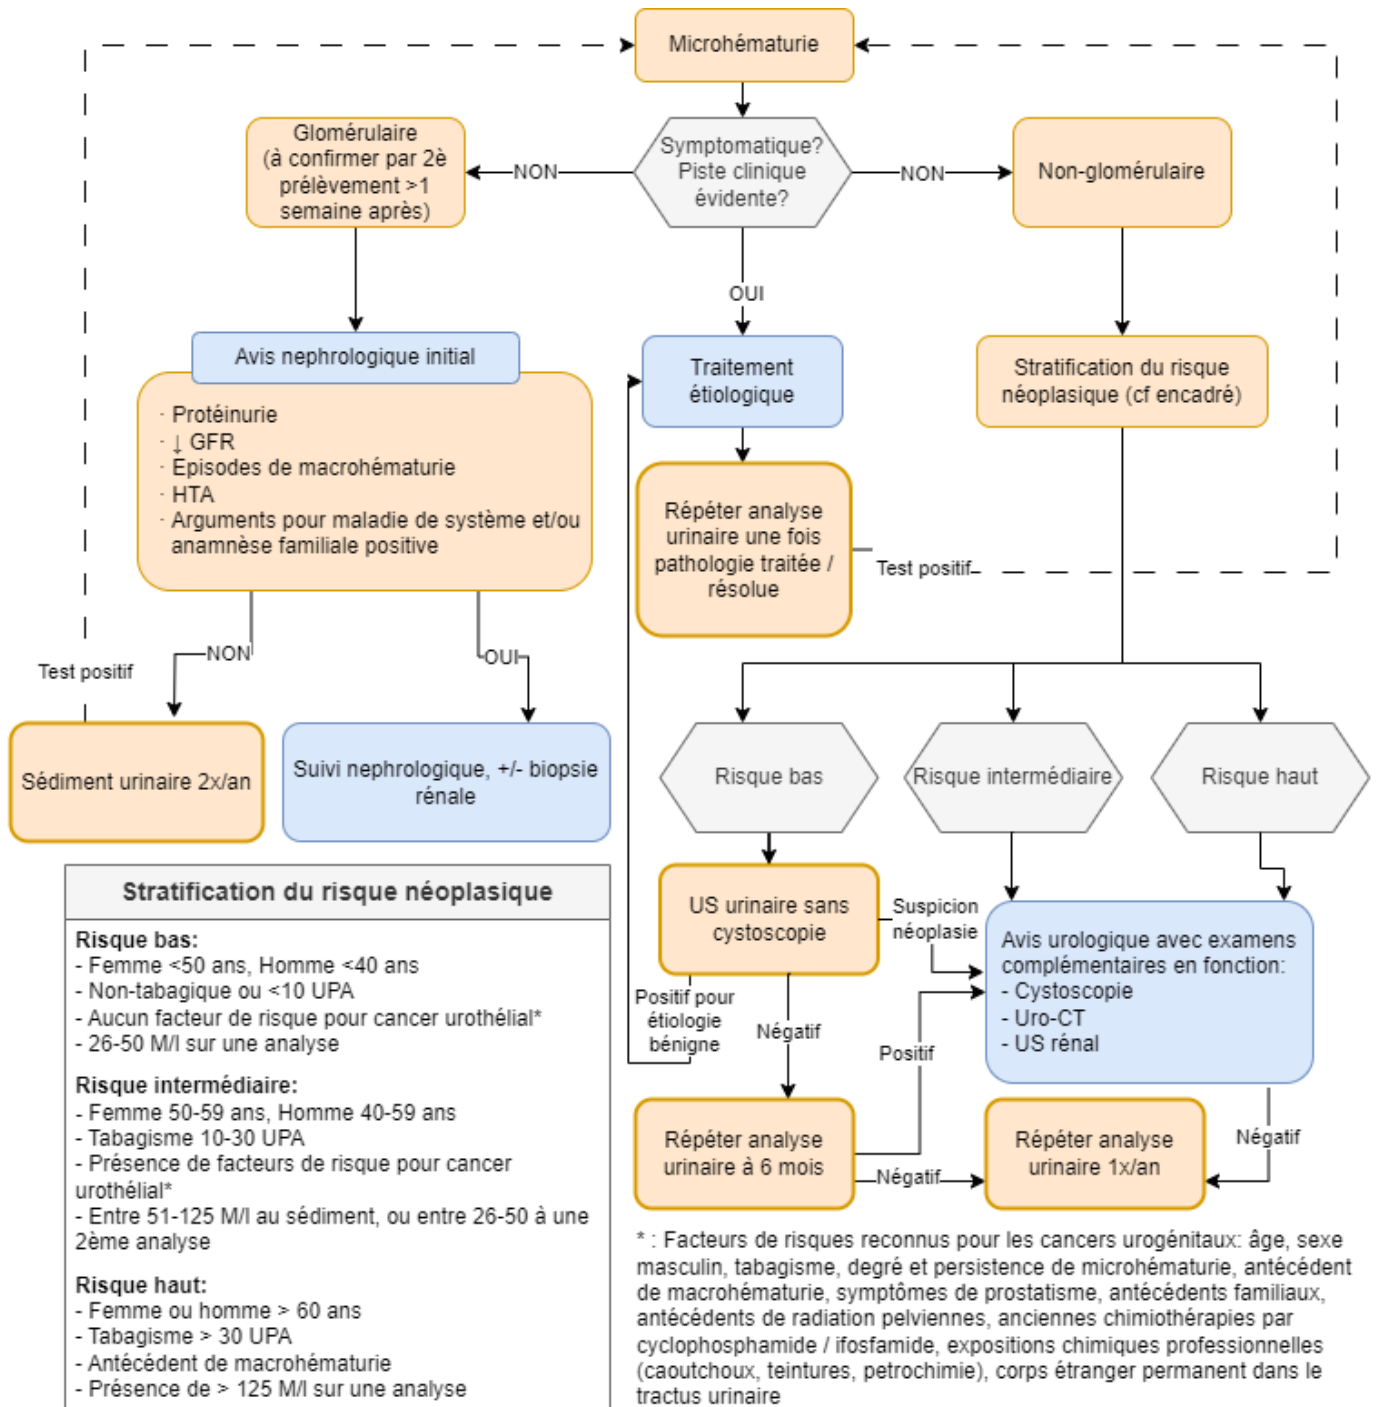 Microhématurie
Glomérulaire
(à confirmer par 2è
prélèvement >1
semaine après)
NON
Symptomatique?
Piste clinique
évidente?
NON
Non-glomérulaire
OUI
Avis nephrologique initial
· Protéinurie
· ↓ GFR
· Episodes de macrohématurie
· HTA
· Arguments pour maladie de système et/ou
anamnèse familiale positive
Traitement
étiologique
Stratification du risque
néoplasique (cf encadré)
Répéter analyse
urinaire une fois
pathologie traitée /
résolue
Test positif
NON
OUI
Test positif
Sédiment urinaire 2x/an
Suivi nephrologique, +/- biopsie
rénale
Risque bas
Risque intermédiaire
Risque haut
US urinaire sans
cystoscopie
Suspicion
néoplasie
Avis urologique avec examens
complémentaires en fonction:
- Cystoscopie
- Uro-CT
- US rénal
Positif pour
étiologie
bénigne
Négatif
Positif
Négatif
Répéter analyse
urinaire à 6 mois
Négatif
Répéter analyse
urinaire 1x/an
Stratification du risque néoplasique
Risque bas:
- Femme <50 ans, Homme <40 ans
- Non-tabagique ou <10 UPA
- Aucun facteur de risque pour cancer urothélial*
- 26-50 M/l sur une analyse
Risque intermédiaire:
- Femme 50-59 ans, Homme 40-59 ans
- Tabagisme 10-30 UPA
- Présence de facteurs de risque pour cancer
urothélial*
- Entre 51-125 M/l au sédiment, ou entre 26-50 à une
2ème analyse
Risque haut:
- Femme ou homme > 60 ans
- Tabagisme > 30 UPA
- Antécédent de macrohématurie
- Présence de > 125 M/l sur une analyse
* : Facteurs de risques reconnus pour les cancers urogénitaux: âge, sexe
masculin, tabagisme, degré et persistence de microhématurie, antécédent
de macrohématurie, symptômes de prostatisme, antécédents familiaux,
antécédents de radiation pelviennes, anciennes chimiothérapies par
cyclophosphamide / ifosfamide, expositions chimiques professionnelles
(caoutchoux, teintures, petrochimie), corps étranger permanent dans le
tractus urinaire